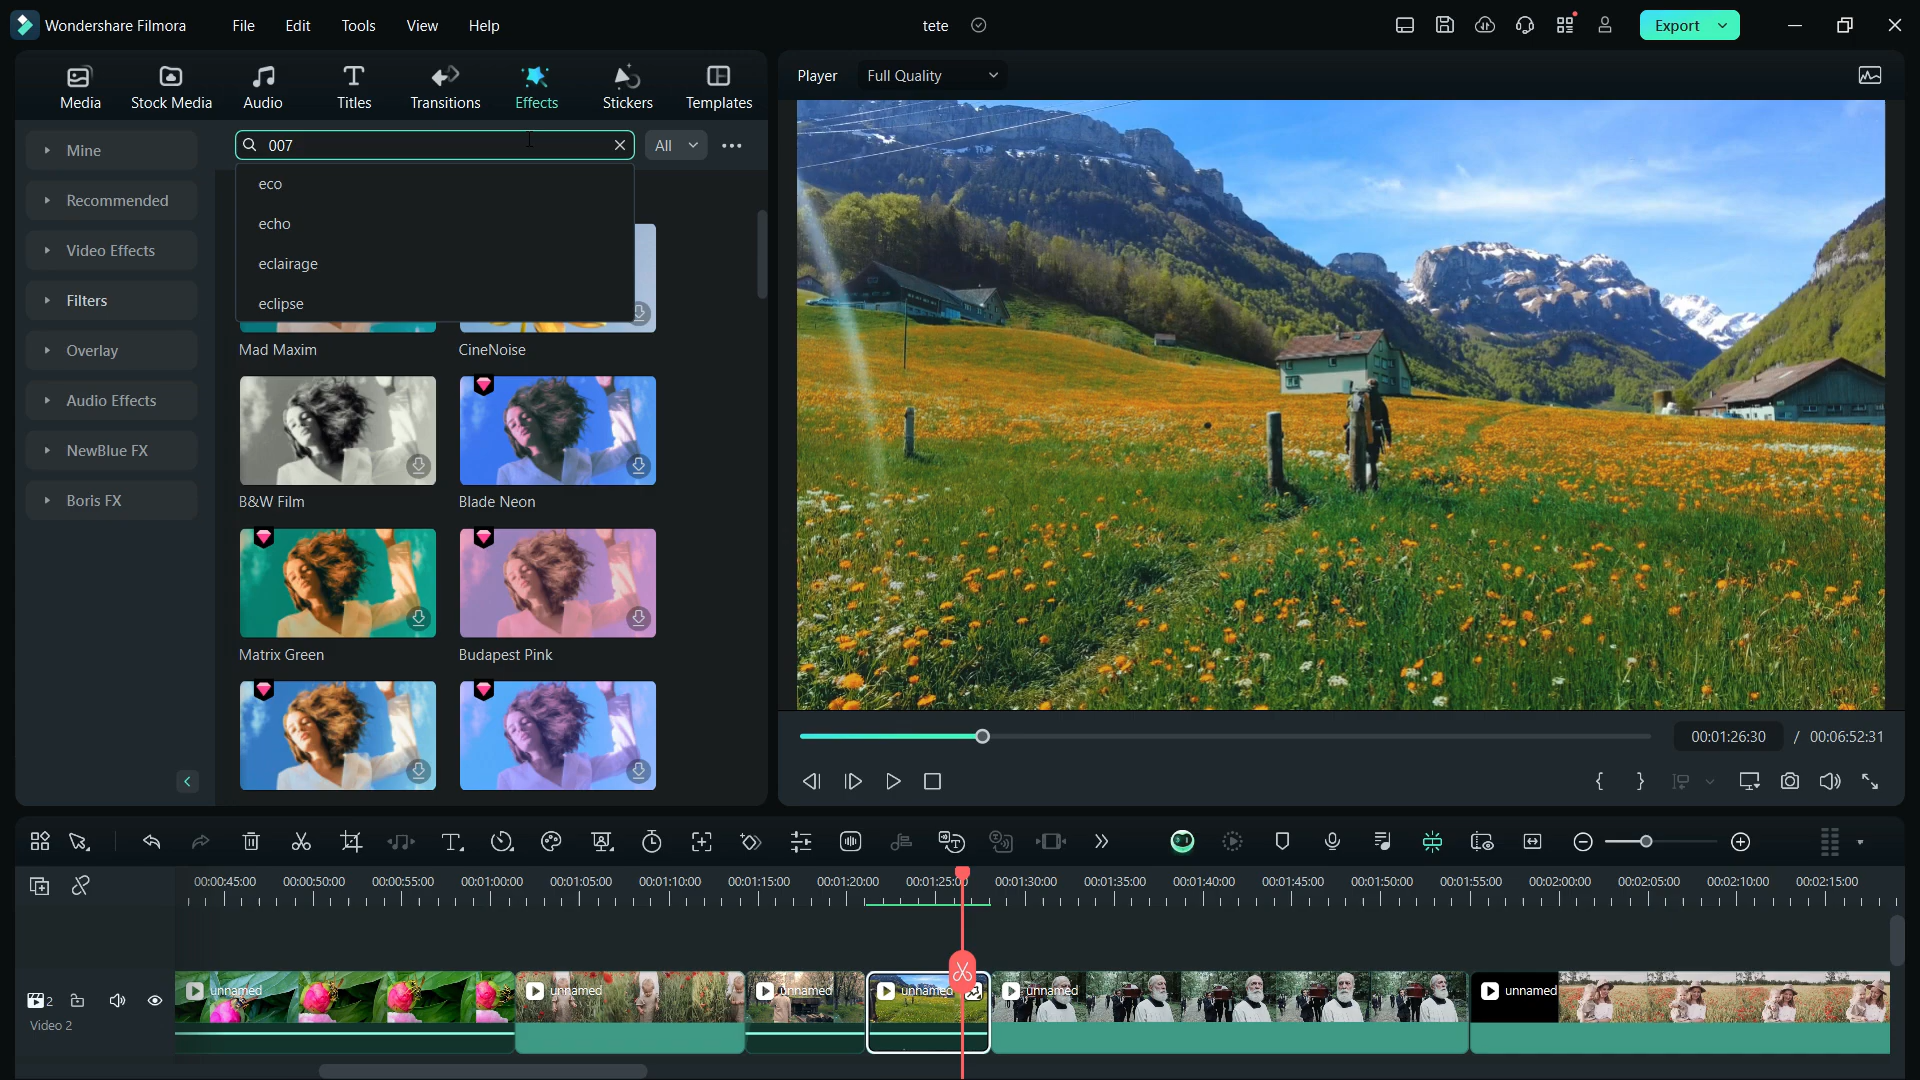 Wondershare Filmora
File
Edit
Tools
View
Help
tete
Export
Media
Stock Media
Audio
Titles
Transitions
Effects
Stickers
Templates
Player
Full Quality
Mine
Recommended
Video Effects
Filters
Overlay
Audio Effects
NewBlue FX
Boris FX
007
All
eco
echo
eclairage
eclipse
Mad Maxim
CineNoise
B&W Film
Blade Neon
Matrix Green
Budapest Pink
00:01:26:30
/ 00:06:52:31
00:00:45:00
00:00:50:00
00:00:55:00
00:01:00:00
00:01:05:00
00:01:10:00
00:01:15:00
00:01:20:00
00:01:25:00
00:01:30:00
00:01:35:00
00:01:40:00
00:01:45:00
00:01:50:00
00:01:55:00
00:02:00:00
00:02:05:00
00:02:10:00
00:02:15:00
2
Video 2
unnamed
unnamed
unnamed
unnamed
unnamed
unnamed